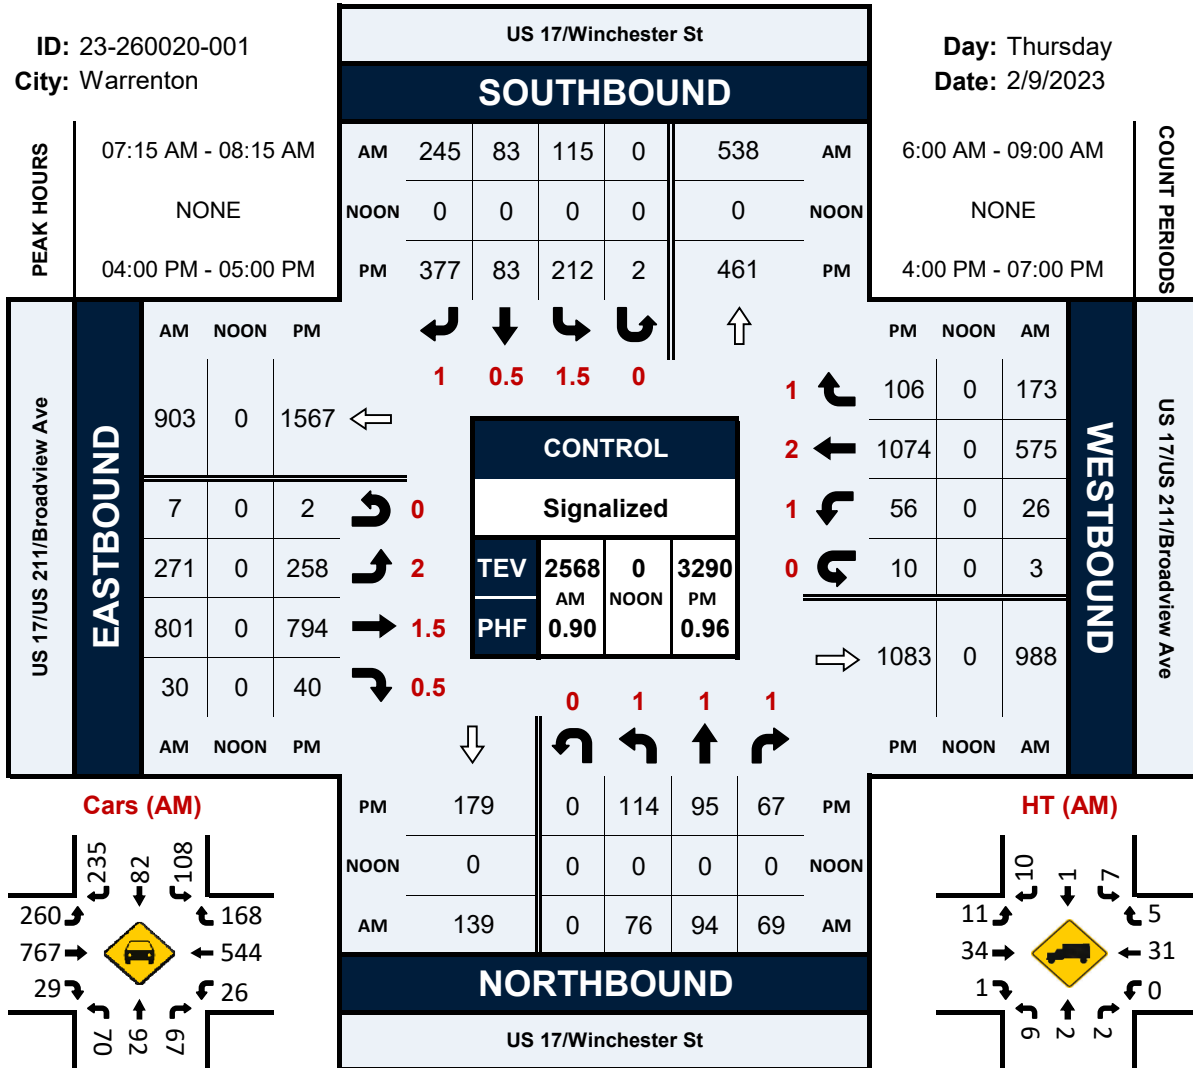 US 17/Winchester St
ID: 23-260020-001
City: Warrenton
Day: Thursday
Date: 2/9/2023
SOUTHBOUND
PEAK HOURS
07:15 AM - 08:15 AM
NONE
04:00 PM - 05:00 PM
AM 245 83 115 0 538 AM
NOON 0 0 0 0 0 NOON
PM 377 83 212 2 461 PM
1 0.5 1.5 0
6:00 AM - 09:00 AM
NONE
4:00 PM - 07:00 PM
COUNT PERIODS
US 17/US 211/Broadview Ave
EASTBOUND
AM NOON PM
903 0 1567
7 0 2 0
271 0 258 2
801 0 794 1.5
30 0 40 0.5
AM NOON PM
CONTROL
Signalized
TEV 2568 0 3290
AM NOON PM
PHF 0.90 0.96
PM NOON AM
1 106 0 173
2 1074 0 575
1 56 0 26
0 10 0 3
1083 0 988
PM NOON AM
WESTBOUND
US 17/US 211/Broadview Ave
0 1 1 1
PM 179 0 114 95 67 PM
NOON 0 0 0 0 0 NOON
AM 139 0 76 94 69 AM
NORTHBOUND
US 17/Winchester St
Cars (AM)
235 82 108
260 168
767 544
29 26
70 92 67
HT (AM)
10 1 7
11 5
34 31
1 0
6 2 2